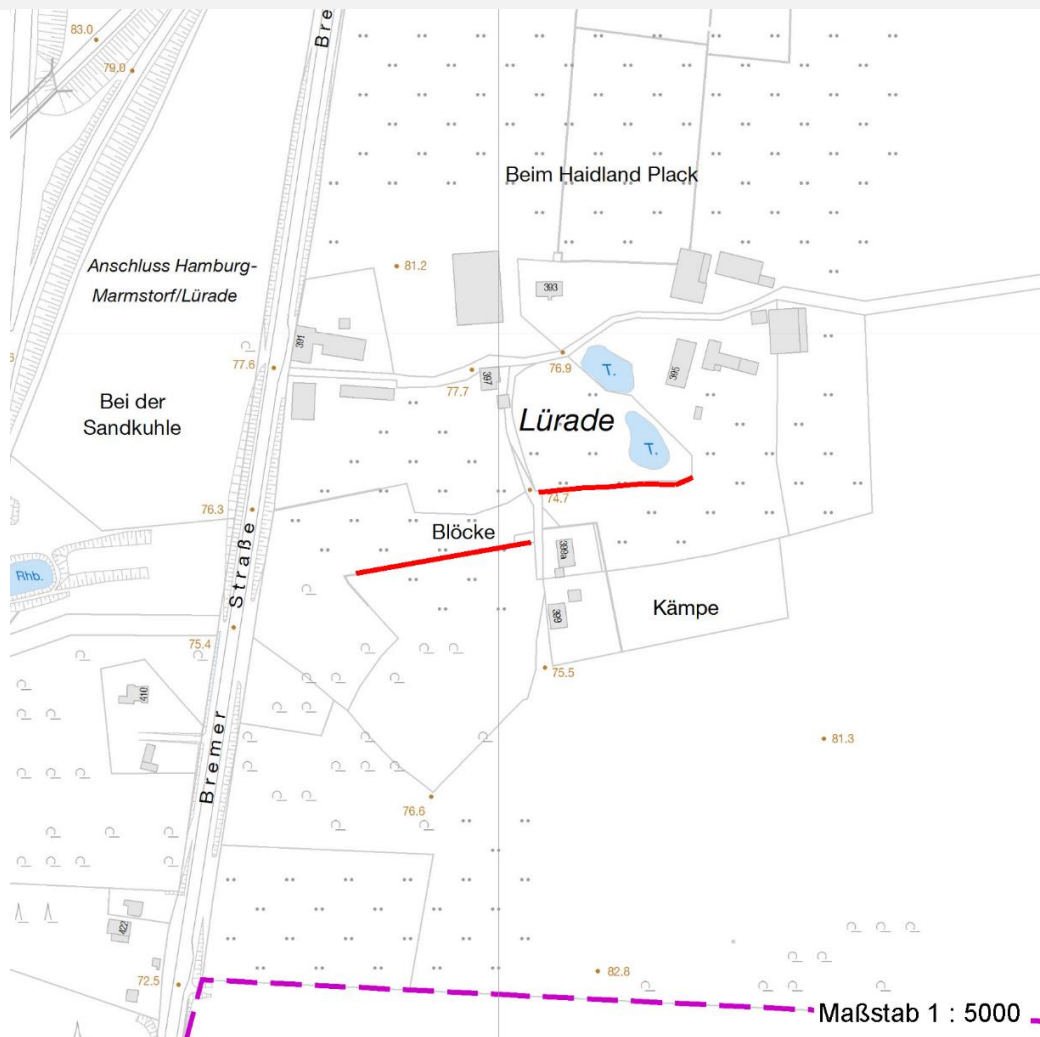 83.0
Bre
79.0
Beim Haidland Plack
Anschluss Hamburg-
Marmstorf/Lürade
81.2
393
391
77.6
76.9
T.
395
77.7
397
Bei der
Sandkuhle
Lürade
T.
74.7
76.3
Blöcke
399a
Rhb.
Kämpe
399
75.4
75.5
410
Bremer Straße
81.3
76.6
422
82.8
72.5
Maßstab 1 : 5000